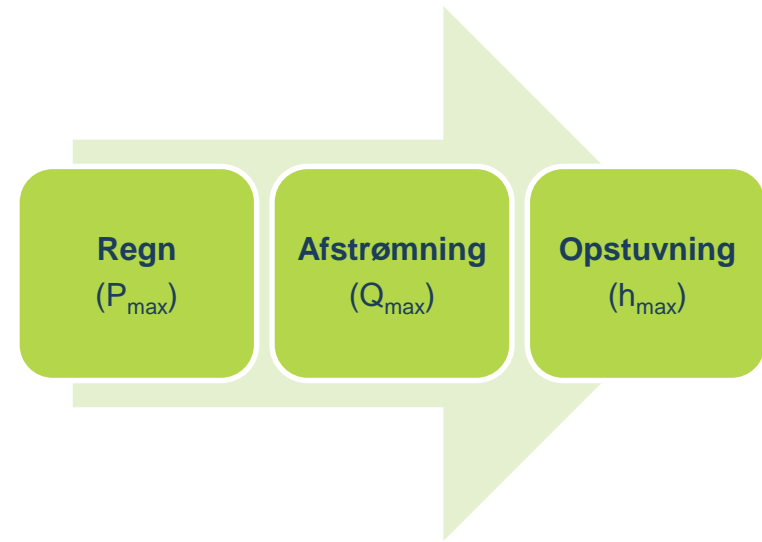 Regn
(Pmax)
Afstrømning
(Qmax)
Opstuvning
(hmax)